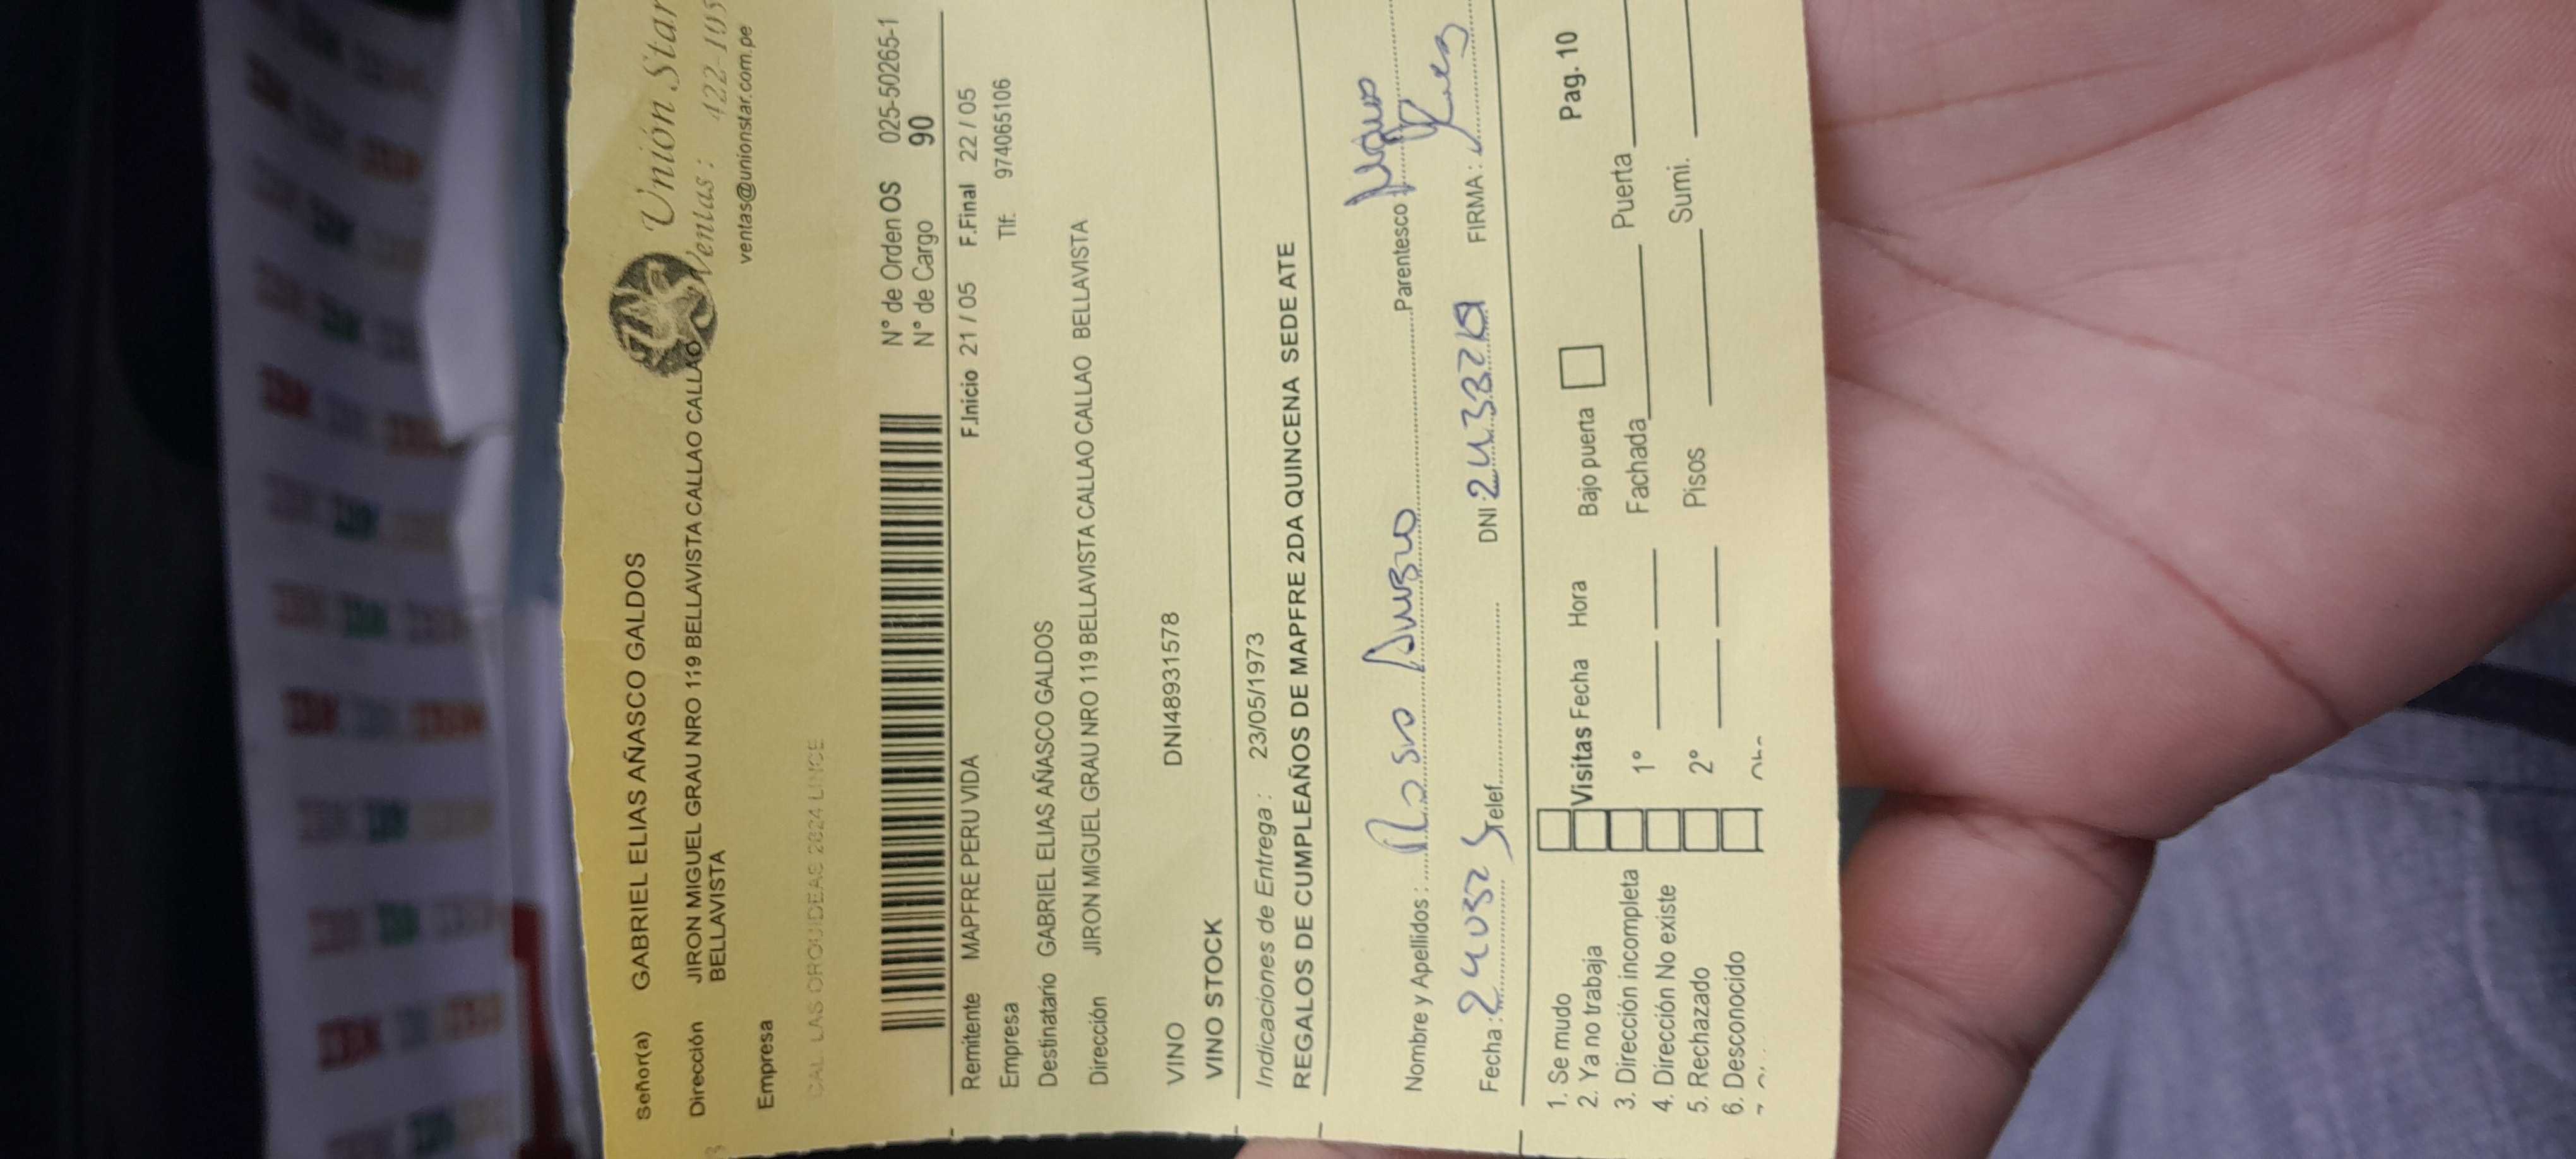 Unión Star
Ventas : 422-105
ventas@unionstar.com.pe
Señor(a) GABRIEL ELIAS AÑASCO GALDOS
Dirección JIRON MIGUEL GRAU NRO 119 BELLAVISTA CALLAO CALLAO
BELLAVISTA
Empresa
CAL LAS ORQUIDEAS 2624 LINCE
N° de Orden OS 025-50265-1
N° de Cargo 90
F.Inicio 21 / 05 F.Final 22 / 05
Remitente MAPFRE PERU VIDA
Empresa Tlf: 974065106
Destinatario GABRIEL ELIAS AÑASCO GALDOS
Dirección JIRON MIGUEL GRAU NRO 119 BELLAVISTA CALLAO CALLAO CALLAO BELLAVISTA
VINO DNI48931578
VINO STOCK
Indicaciones de Entrega : 23/05/1973
REGALOS DE CUMPLEAÑOS DE MAPFRE 2DA QUINCENA SEDE ATE
Nombre y Apellidos : Parentesco
Fecha : Telef. DNI : FIRMA :
1. Se mudo
2. Ya no trabaja
3. Dirección incompleta
4. Dirección No existe
5. Rechazado
6. Desconocido
Visitas Fecha Hora
1°
2°
Bajo puerta Pag. 10
Fachada Puerta
Pisos Sumi.